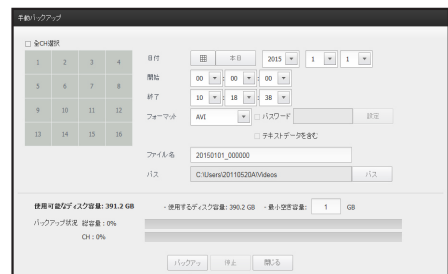 手動バックアップ
全CH選択
1 2 3 4
5 6 7 8
9 10 11 12
13 14 15 16
日付 本日 2015 1 1
開始 00 : 00 : 00
終了 10 : 18 : 38
フォーマット AVI パスワード 設定
テキストデータを含む
ファイル名 20150101_000000
パス C:\Users\20110520A\Videos パス
使用可能なディスク容量: 391.2 GB ・使用するディスク容量: 390.2 GB ・最小空き容量: 1 GB
バックアップ状況 総容量 : 0%
CH : 0%
バックアップ 停止 閉じる